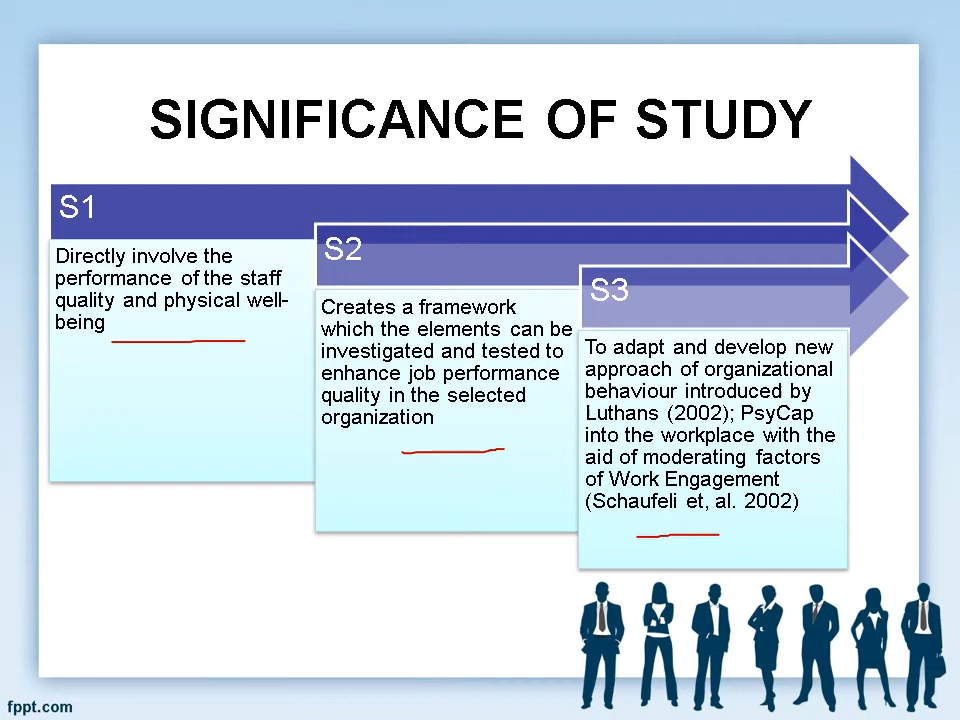 SIGNIFICANCE OF STUDY
S1
Directly involve the
performance of the staff
quality and physical well-
being
S2
Creates a framework
which the elements can be
investigated and tested to
enhance job performance
quality in the selected
organization
S3
To adapt and develop new
approach of organizational
behaviour introduced by
Luthans (2002); PsyCap
into the workplace with the
aid of moderating factors
of Work Engagement
(Schaufeli et, al. 2002)
fppt.com